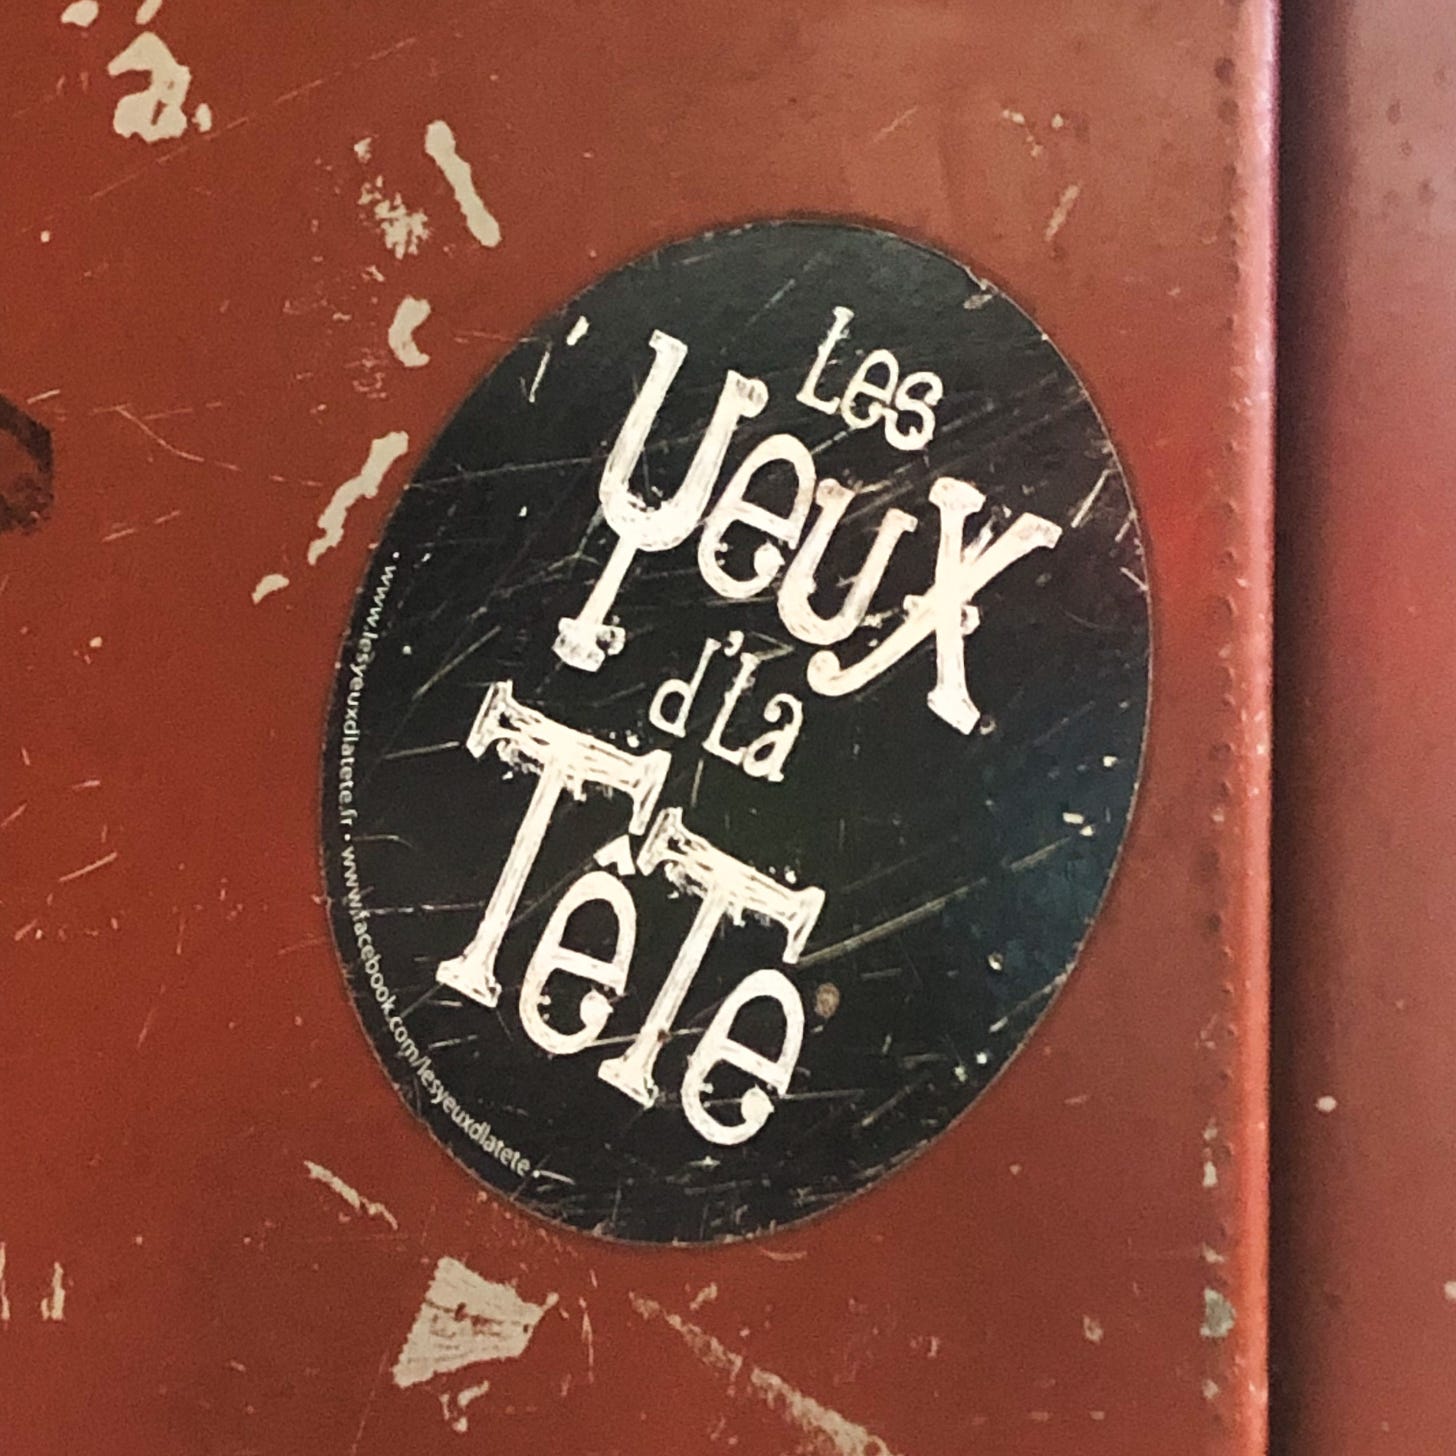 Les
Yeux
d'La
TêTe
www.lesyeuxdlatete.fr • www.facebook.com/lesyeuxdlatete •